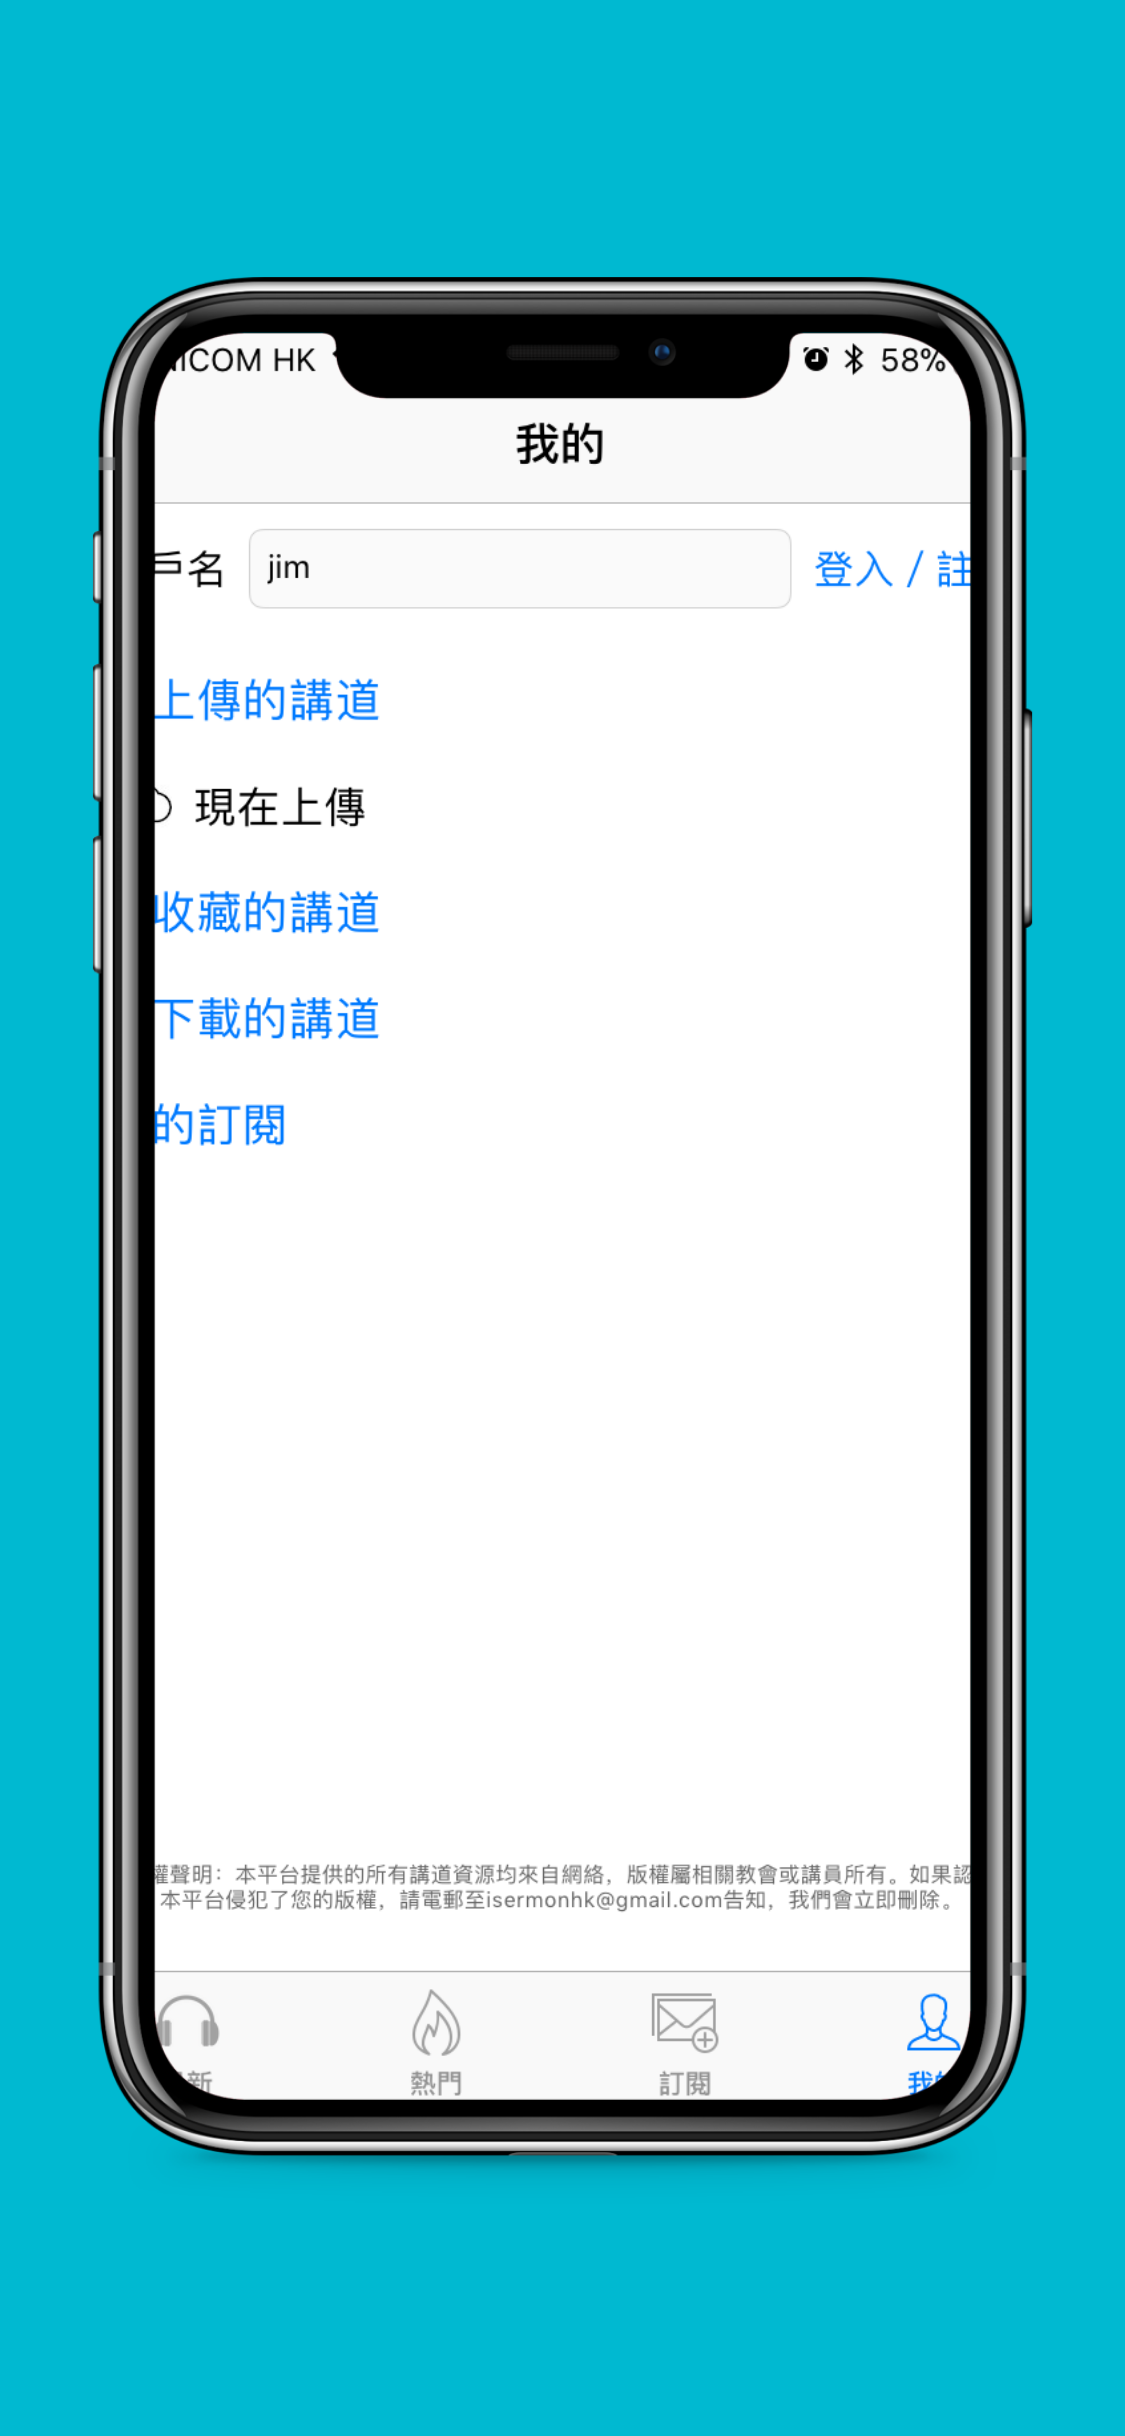 ICOM HK 58%
我的
戶名 jim 登入 / 註
上傳的講道
現在上傳
收藏的講道
下載的講道
的訂閱
權聲明：本平台提供的所有講道資源均來自網絡，版權屬相關教會或講員所有。如果認
本平台侵犯了您的版權，請電郵至isermonhk@gmail.com告知，我們會立即刪除。
新 熱門 訂閱 我的